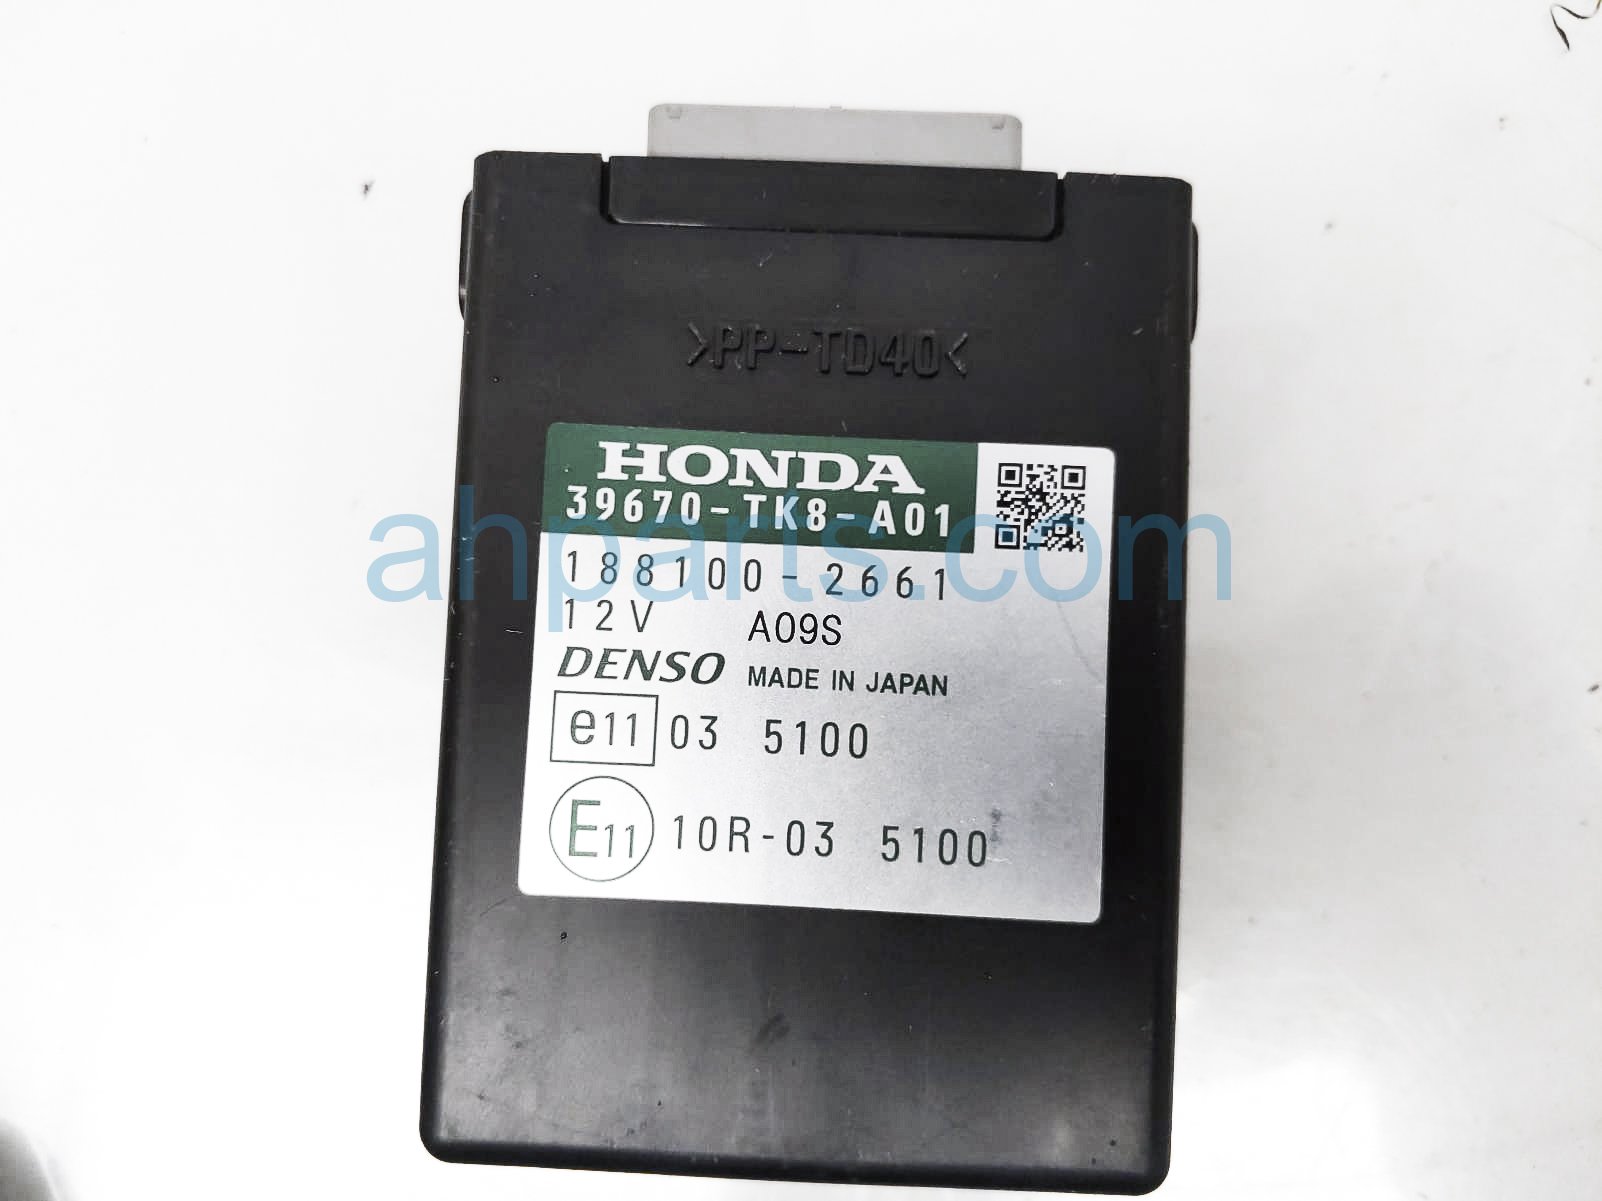 >PP-TD40<
HONDA
39670-TK8-A01
188100-2661
12V A09S
DENSO MADE IN JAPAN
e11 03 5100
E11 10R-03 5100
ahparts.com